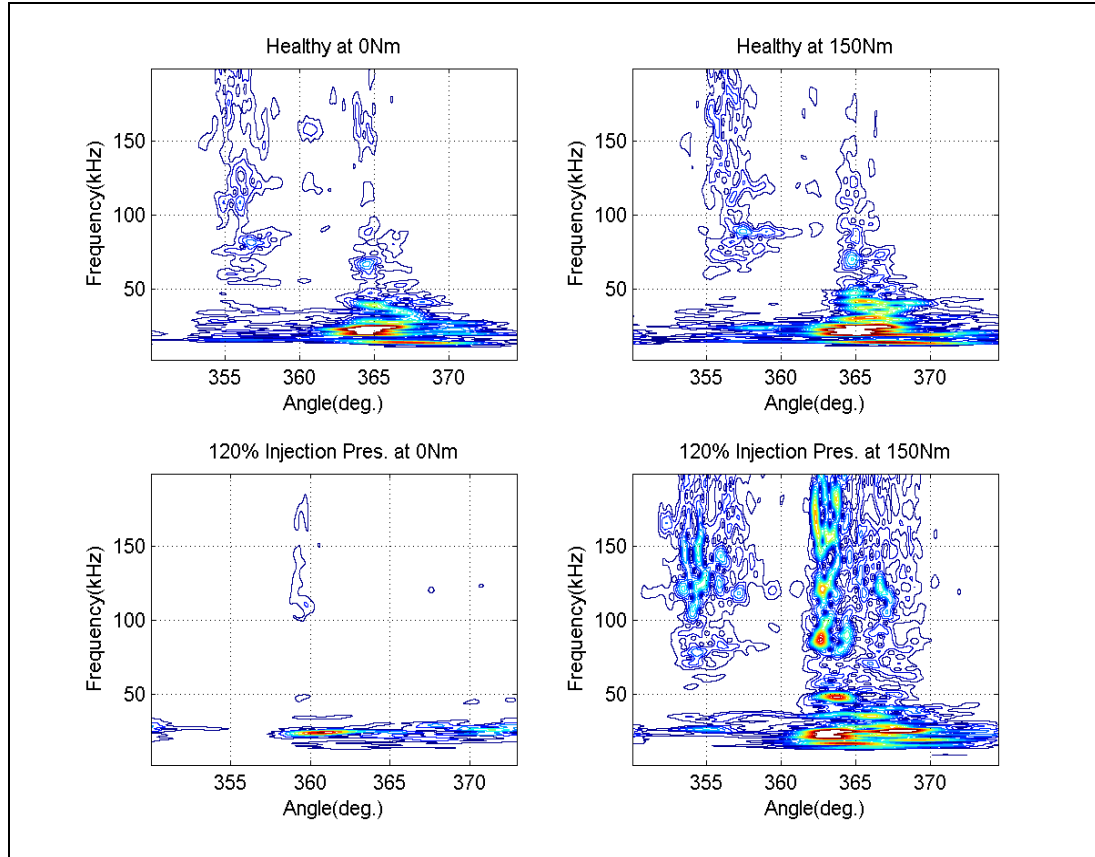 Healthy at 0Nm
Frequency(kHz)
150
100
50
355 360 365 370
Angle(deg.)
Healthy at 150Nm
Frequency(kHz)
150
100
50
355 360 365 370
Angle(deg.)
120% Injection Pres. at 0Nm
Frequency(kHz)
150
100
50
355 360 365 370
Angle(deg.)
120% Injection Pres. at 150Nm
Frequency(kHz)
150
100
50
355 360 365 370
Angle(deg.)